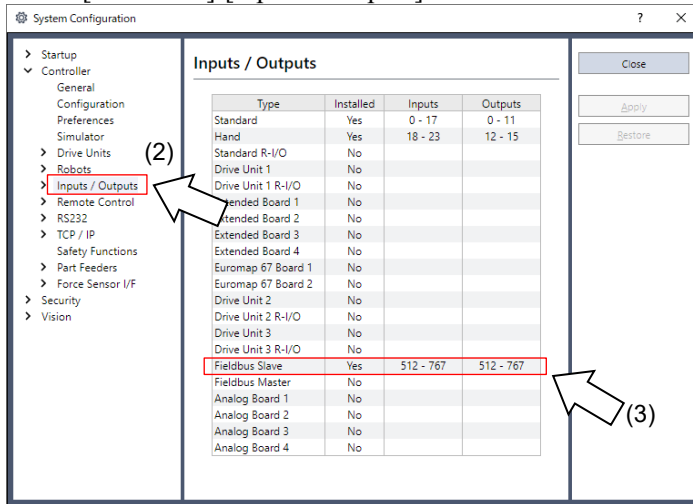 System Configuration ? ×
Startup
Controller
General
Configuration
Preferences
Simulator
Drive Units
Robots
Inputs / Outputs
Remote Control
RS232
TCP / IP
Safety Functions
Part Feeders
Force Sensor I/F
Security
Vision
(2)
Inputs / Outputs
Type Installed Inputs Outputs
Standard Yes 0 - 17 0 - 11
Hand Yes 18 - 23 12 - 15
Standard R-I/O No
Drive Unit 1 No
Drive Unit 1 R-I/O No
tended Board 1 No
xtended Board 2 No
Extended Board 3 No
Extended Board 4 No
Euromap 67 Board 1 No
Euromap 67 Board 2 No
Drive Unit 2 No
Drive Unit 2 R-I/O No
Drive Unit 3 No
Drive Unit 3 R-I/O No
Fieldbus Slave Yes 512 - 767 512 - 767
Fieldbus Master No
Analog Board 1 No
Analog Board 2 No
Analog Board 3 No
Analog Board 4 No
(3)
Close
Apply
Restore